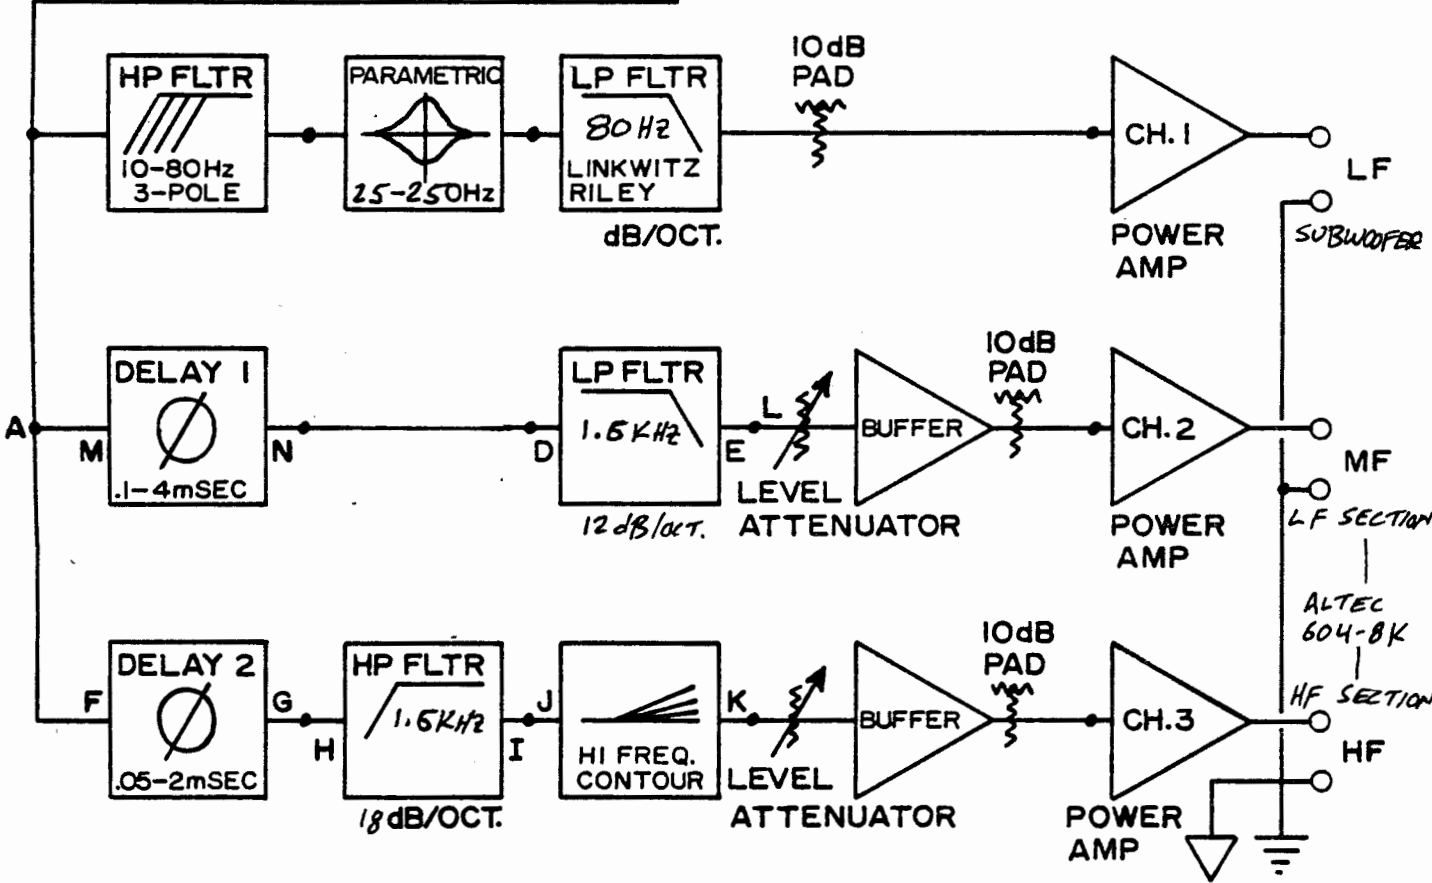 HP FLTR
10-80Hz
3-POLE
PARAMETRIC
25-250Hz
LP FLTR
80Hz
LINKWITZ
RILEY
dB/OCT.
10dB
PAD
CH.1
POWER
AMP
LF
SUBWOOFER
A
M
DELAY 1
.1-4mSEC
N
D
LP FLTR
1.5KHz
12dB/OCT.
E
L
LEVEL
ATTENUATOR
BUFFER
10dB
PAD
CH.2
POWER
AMP
MF
LF SECTION
ALTEC
604-8K
HF SECTION
F
DELAY 2
.05-2mSEC
G
H
HP FLTR
1.5KHz
18dB/OCT.
I
J
HI FREQ.
CONTOUR
K
LEVEL
ATTENUATOR
BUFFER
10dB
PAD
CH.3
POWER
AMP
HF